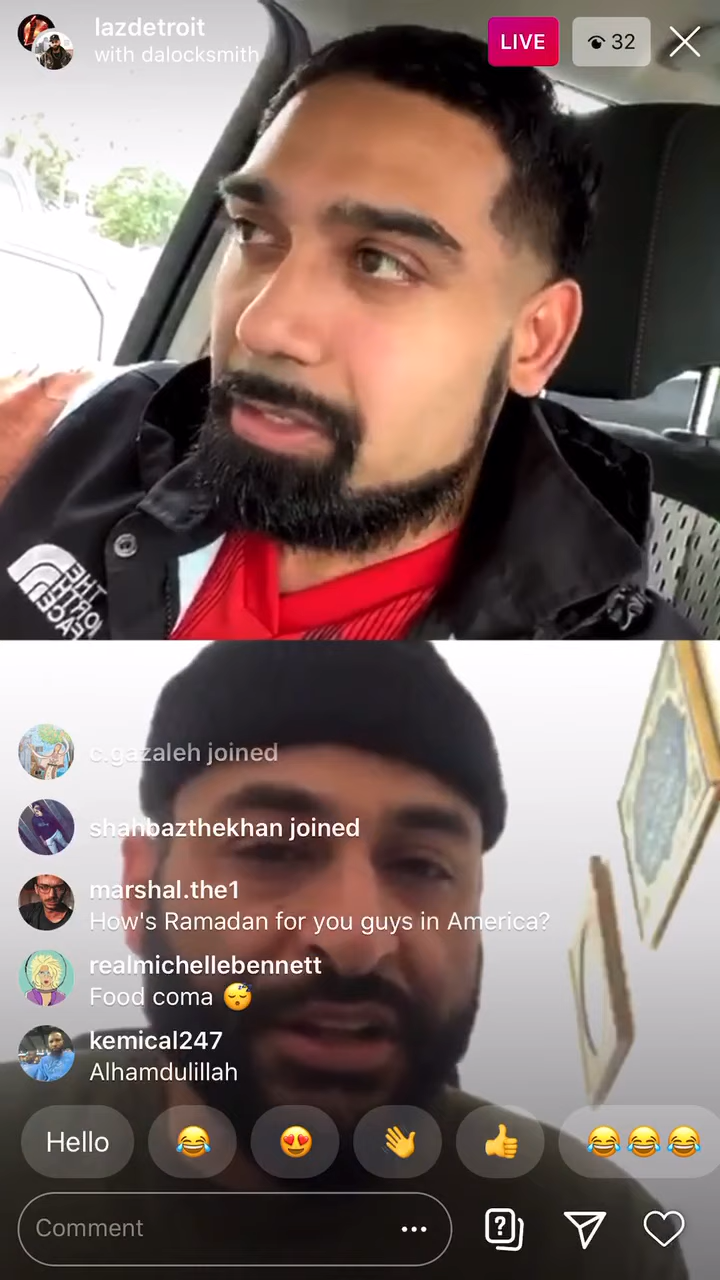 lazdetroit
with dalocksmith
LIVE
32
THE
NORTH
FACE
c.gazaleh joined
shahbazthekhan joined
marshal.the1
How's Ramadan for you guys in America?
realmichellebennett
Food coma 😴
kemical247
Alhamdulillah
Hello 😂 😍 👋 👍 😂😂😂
Comment